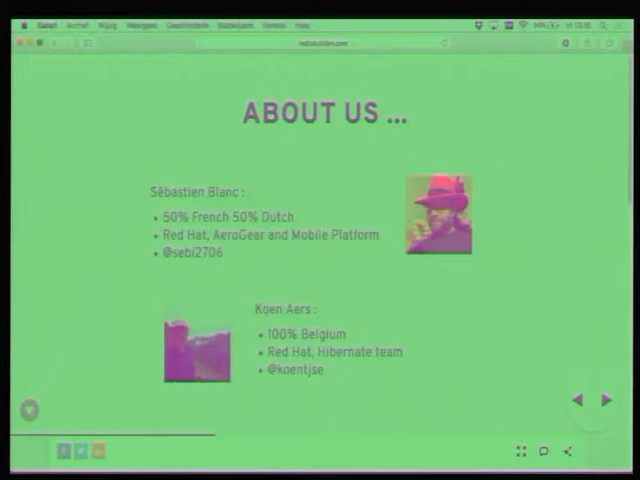 ABOUT US ...
Sébastien Blanc :
• 50% French 50% Dutch
• Red Hat, AeroGear and Mobile Platform
• @sebi2706
Koen Aers :
• 100% Belgium
• Red Hat, Hibernate team
• @koentjse